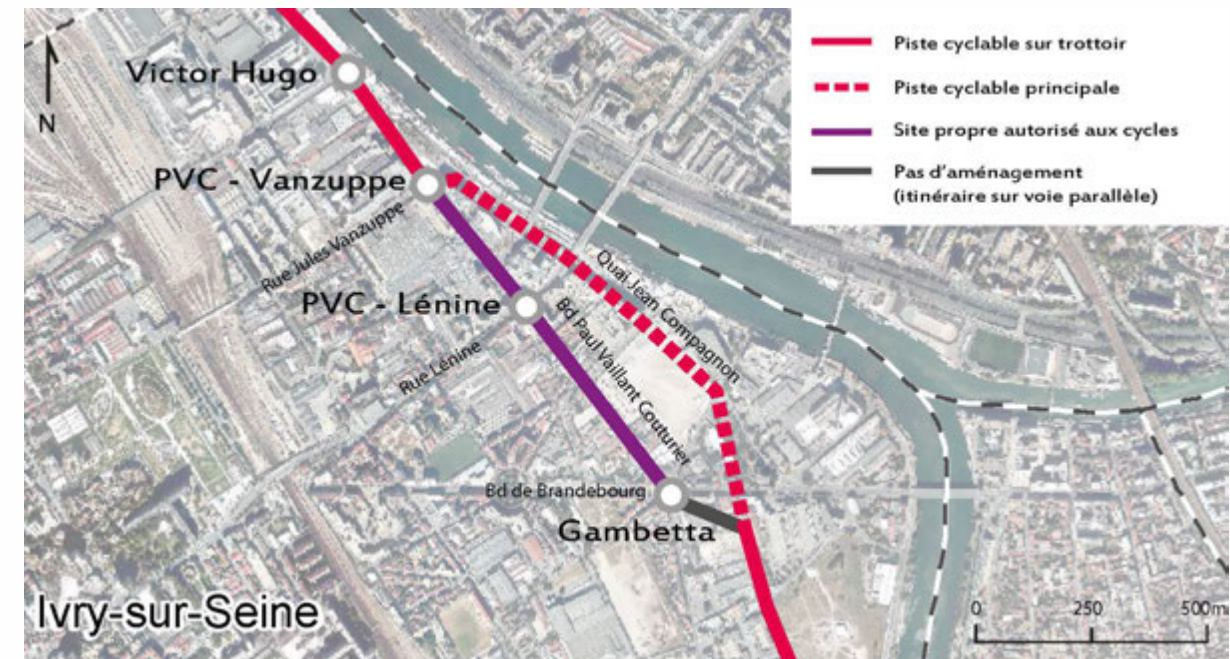 Piste cyclable sur trottoir
Piste cyclable principale
Site propre autorisé aux cycles
Pas d'aménagement
(itinéraire sur voie parallèle)
N
Victor Hugo
PVC - Vanzuppe
Rue Jules Vanzuppe
PVC - Lénine
Rue Lénine
Quai Jean Compagnon
Bd Paul Vaillant Couturier
Bd de Brandebourg
Gambetta
Ivry-sur-Seine
0 250 500m